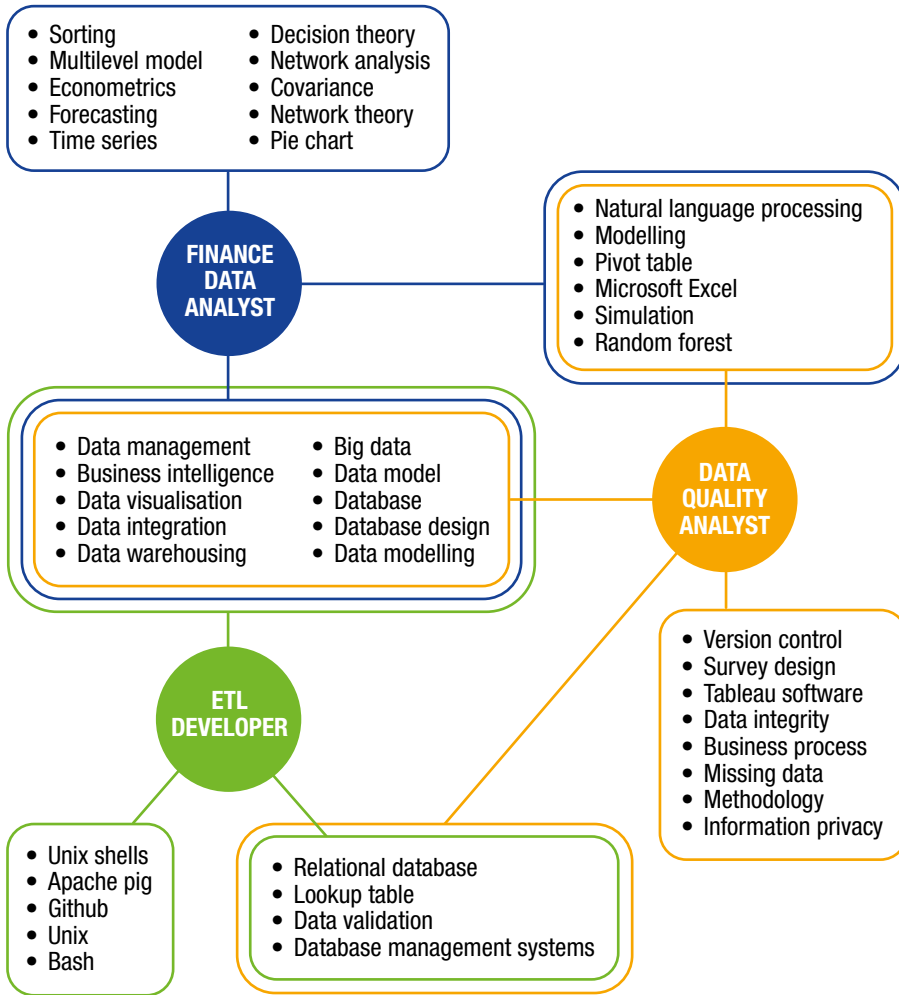 Sorting
Multilevel model
Econometrics
Forecasting
Time series
Decision theory
Network analysis
Covariance
Network theory
Pie chart
FINANCE
DATA
ANALYST
Natural language processing
Modelling
Pivot table
Microsoft Excel
Simulation
Random forest
Data management
Business intelligence
Data visualisation
Data integration
Data warehousing
Big data
Data model
Database
Database design
Data modelling
DATA
QUALITY
ANALYST
ETL
DEVELOPER
Version control
Survey design
Tableau software
Data integrity
Business process
Missing data
Methodology
Information privacy
Unix shells
Apache pig
Github
Unix
Bash
Relational database
Lookup table
Data validation
Database management systems